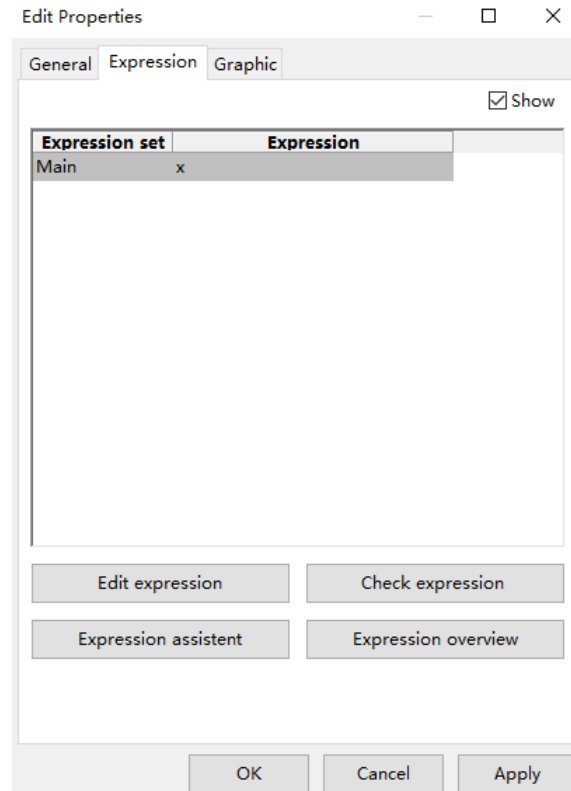 Edit Properties
General Expression Graphic
Show
Expression set Expression
Main x
Edit expression Check expression
Expression assistent Expression overview
OK Cancel Apply